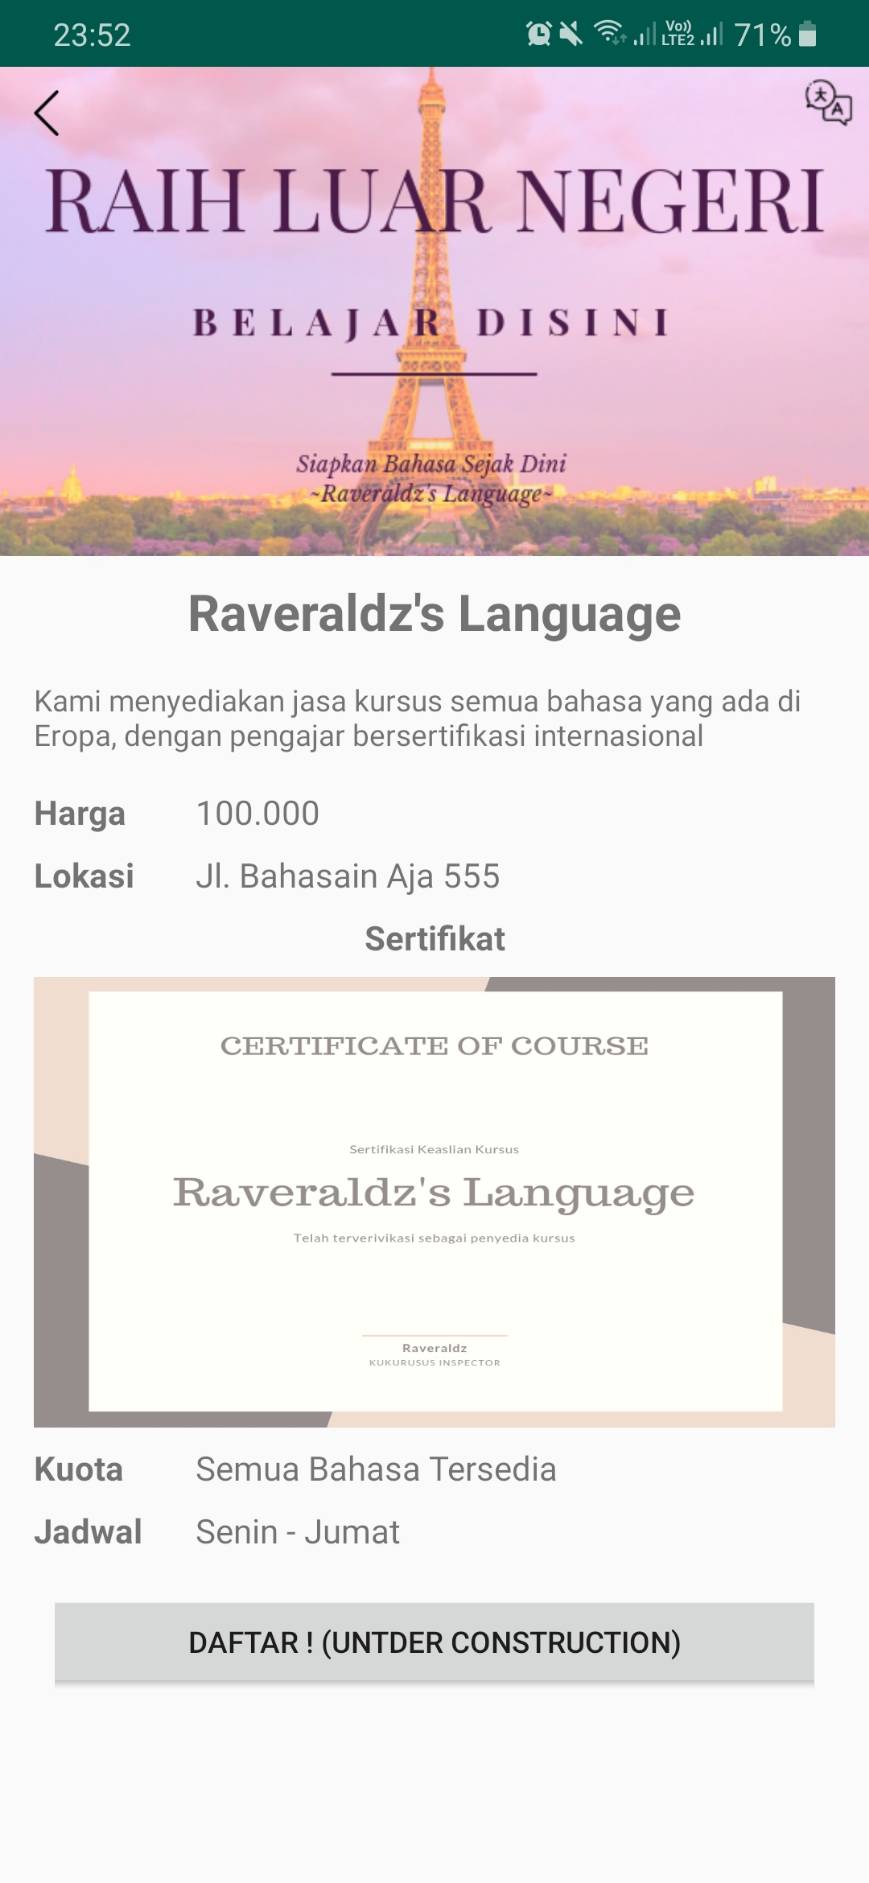 23:52
Vo))
LTE2
71%
大
A
RAIH LUAR NEGERI
BELAJAR DISINI
Siapkan Bahasa Sejak Dini
~Raveraldz's Language~
Raveraldz's Language
Kami menyediakan jasa kursus semua bahasa yang ada di
Eropa, dengan pengajar bersertifikasi internasional
Harga 100.000
Lokasi Jl. Bahasain Aja 555
Sertifikat
CERTIFICATE OF COURSE
Sertifikasi Keaslian Kursus
Raveraldz's Language
Telah terverivikasi sebagai penyedia kursus
Raveraldz
KUKURUSUS INSPECTOR
Kuota Semua Bahasa Tersedia
Jadwal Senin - Jumat
DAFTAR ! (UNTDER CONSTRUCTION)